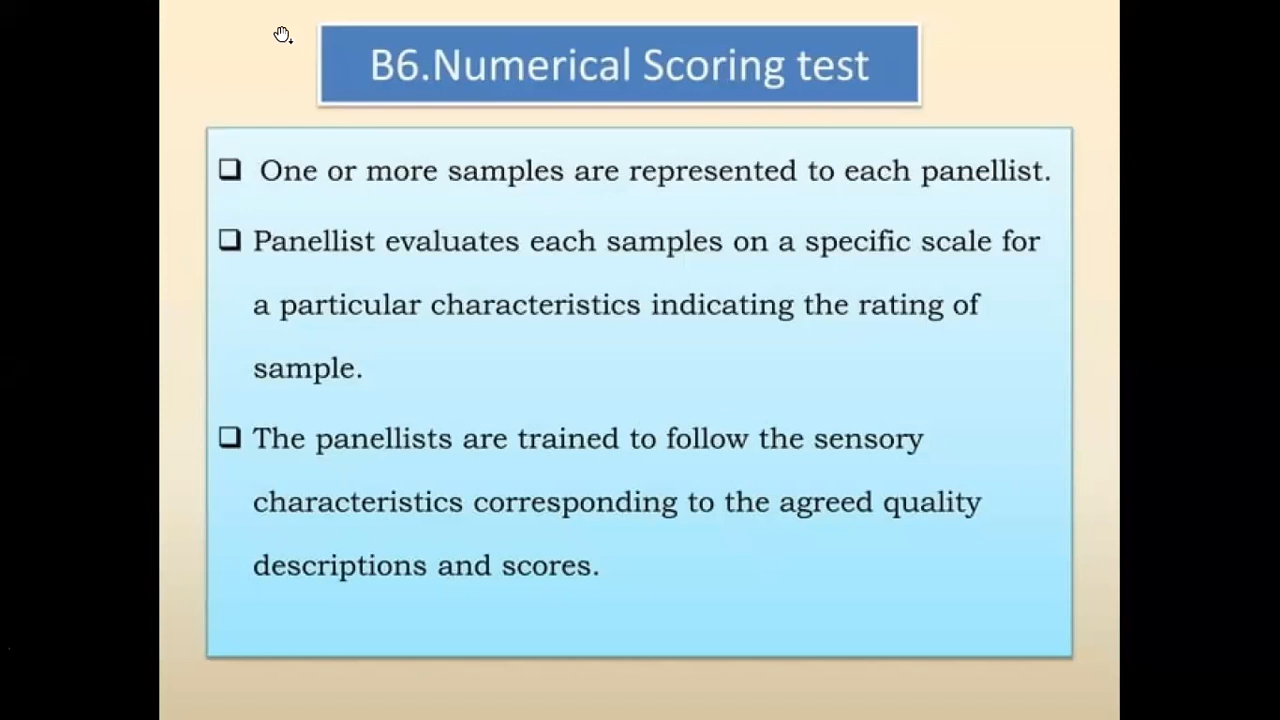 B6.Numerical Scoring test
One or more samples are represented to each panellist.
Panellist evaluates each samples on a specific scale for
a particular characteristics indicating the rating of
sample.
The panellists are trained to follow the sensory
characteristics corresponding to the agreed quality
descriptions and scores.